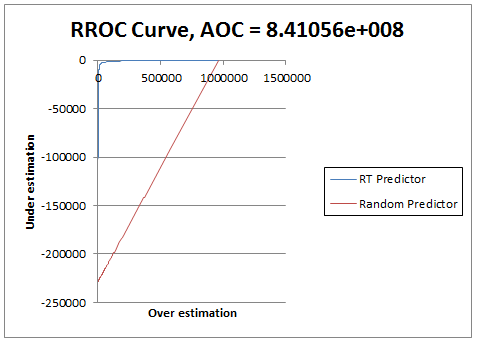 RROC Curve, AOC = 8.41056e+008
0
0 500000 1000000 1500000
-50000
-100000
-150000
-200000
-250000
Under estimation
Over estimation
RT Predictor
Random Predictor